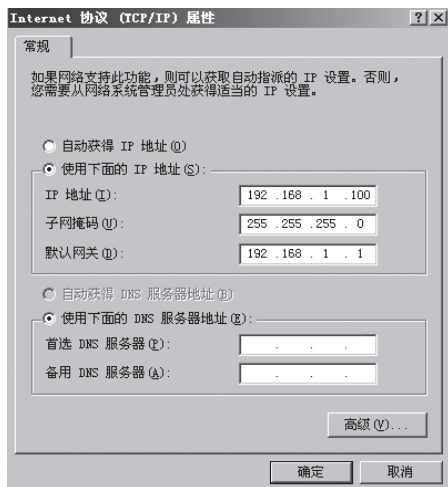 Internet 协议 (TCP/IP) 属性
常规
如果网络支持此功能，则可以获取自动指派的 IP 设置。否则，
您需要从网络系统管理员处获得适当的 IP 设置。
自动获得 IP 地址(O)
使用下面的 IP 地址(S):
IP 地址(I): 192 .168 . 1 .100
子网掩码(U): 255 .255 .255 . 0
默认网关(D): 192 .168 . 1 . 1
自动获得 DNS 服务器地址(B)
使用下面的 DNS 服务器地址(E):
首选 DNS 服务器(P): . . .
备用 DNS 服务器(A): . . .
高级(V)...
确定 取消